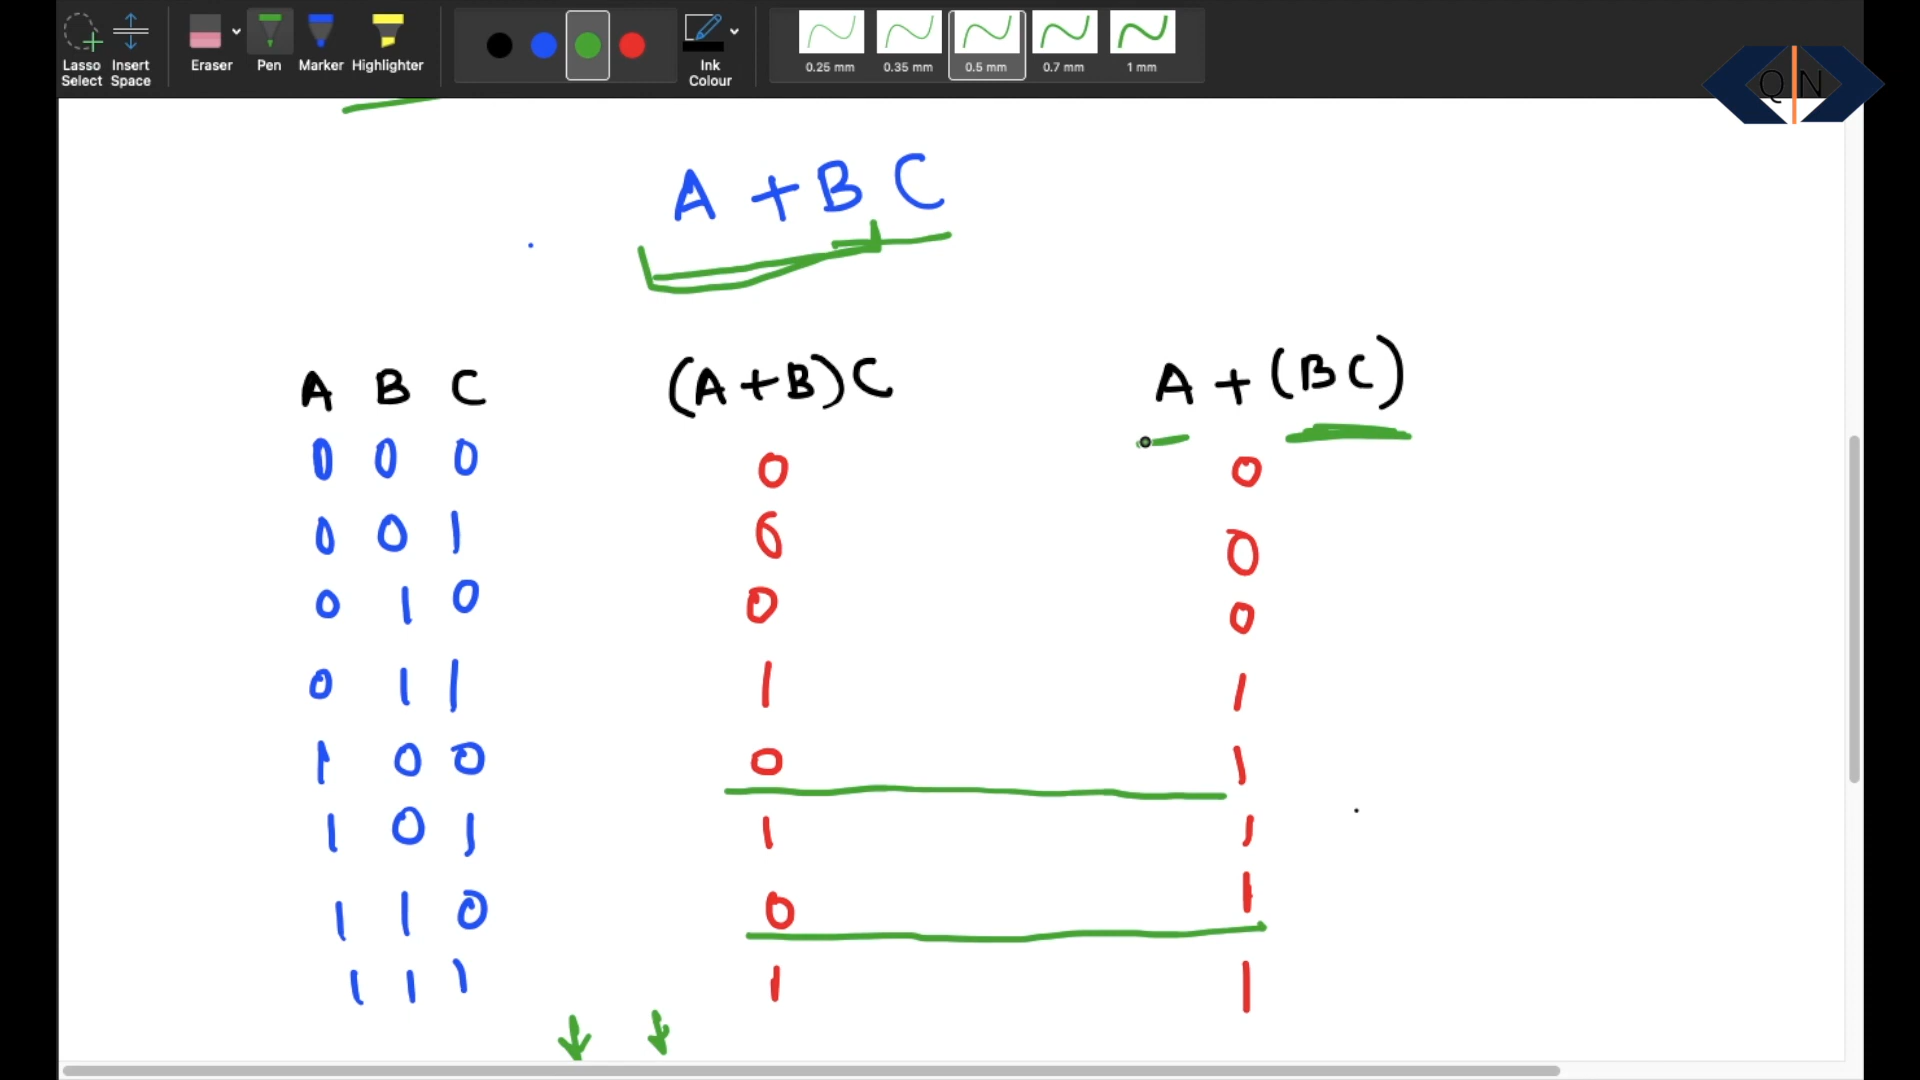 Lasso Select
Insert Space
Eraser
Pen
Marker
Highlighter
Ink Colour
0.25 mm
0.35 mm
0.5 mm
0.7 mm
1 mm
Q N
A + B C
A B C (A + B) C A + (B C)
0 0 0 0 0
0 0 1 0 0
0 1 0 0 0
0 1 1 1 1
1 0 0 0 1
1 0 1 1 1
1 1 0 0 1
1 1 1 1 1